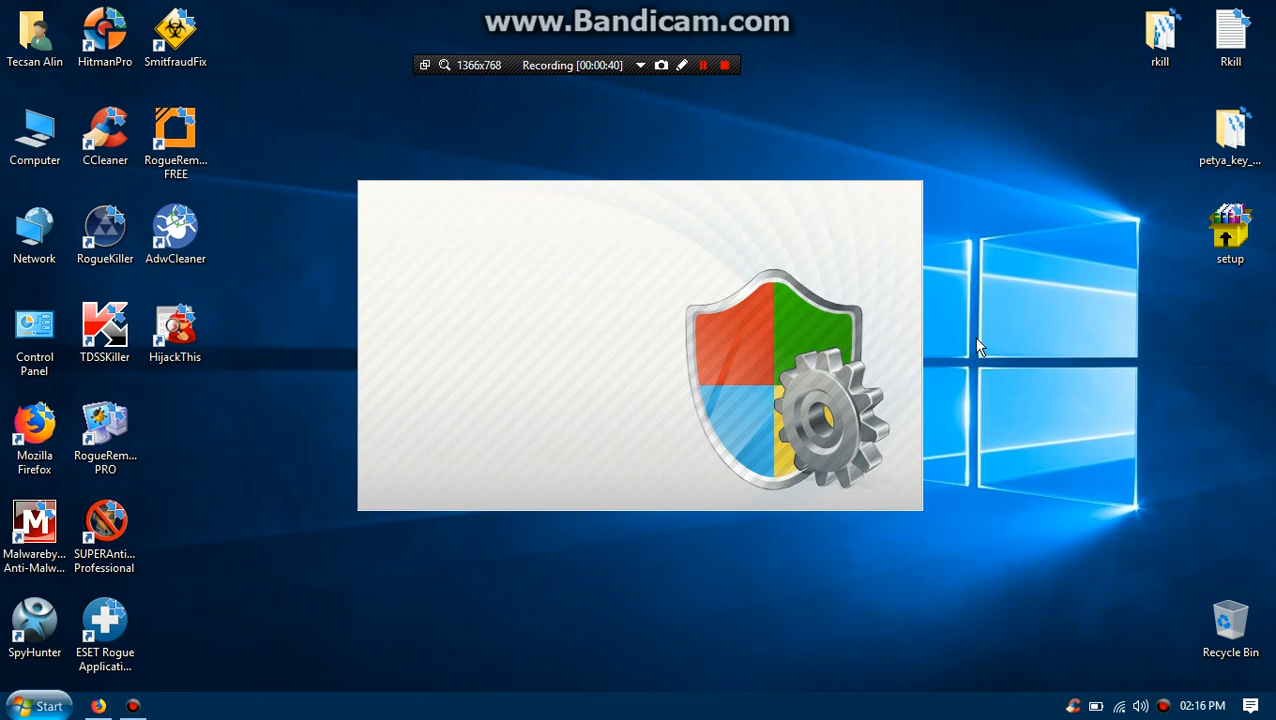 www.Bandicam.com
1366x768
Recording [00:00:40]
Tecsan Alin
HitmanPro
SmitfraudFix
Computer
CCleaner
RogueRem...
FREE
Network
RogueKiller
AdwCleaner
Control
Panel
TDSSKiller
HijackThis
Mozilla
Firefox
RogueRem...
PRO
Malwareby...
Anti-Malw...
SUPERAnti...
Professional
SpyHunter
ESET Rogue
Applicati...
rkill
Rkill
petya_key_...
setup
Recycle Bin
Start
02:16 PM